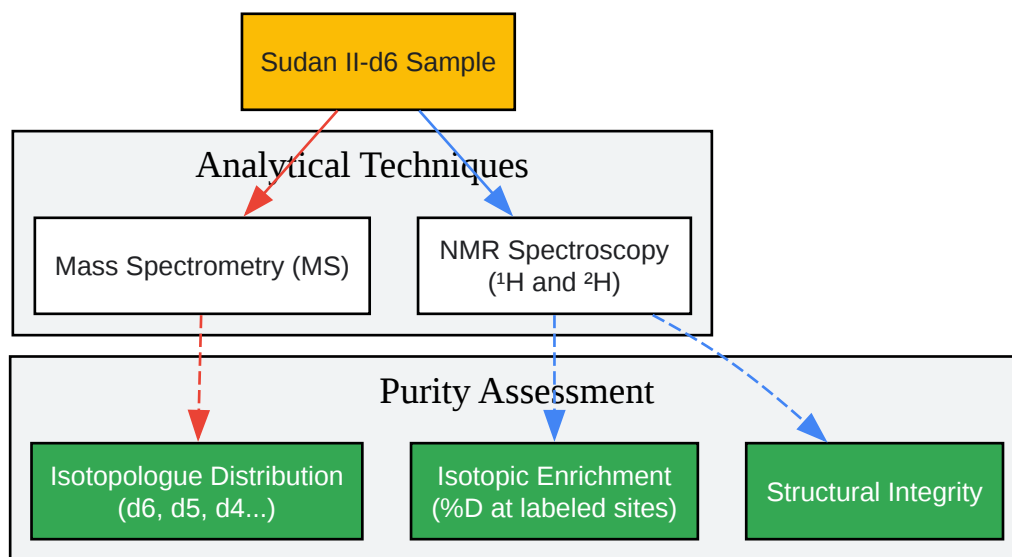 Sudan II-d6 Sample
Analytical Techniques
Mass Spectrometry (MS)
NMR Spectroscopy
(¹H and ²H)
Purity Assessment
Isotopologue Distribution
(d6, d5, d4...)
Isotopic Enrichment
(%D at labeled sites)
Structural Integrity